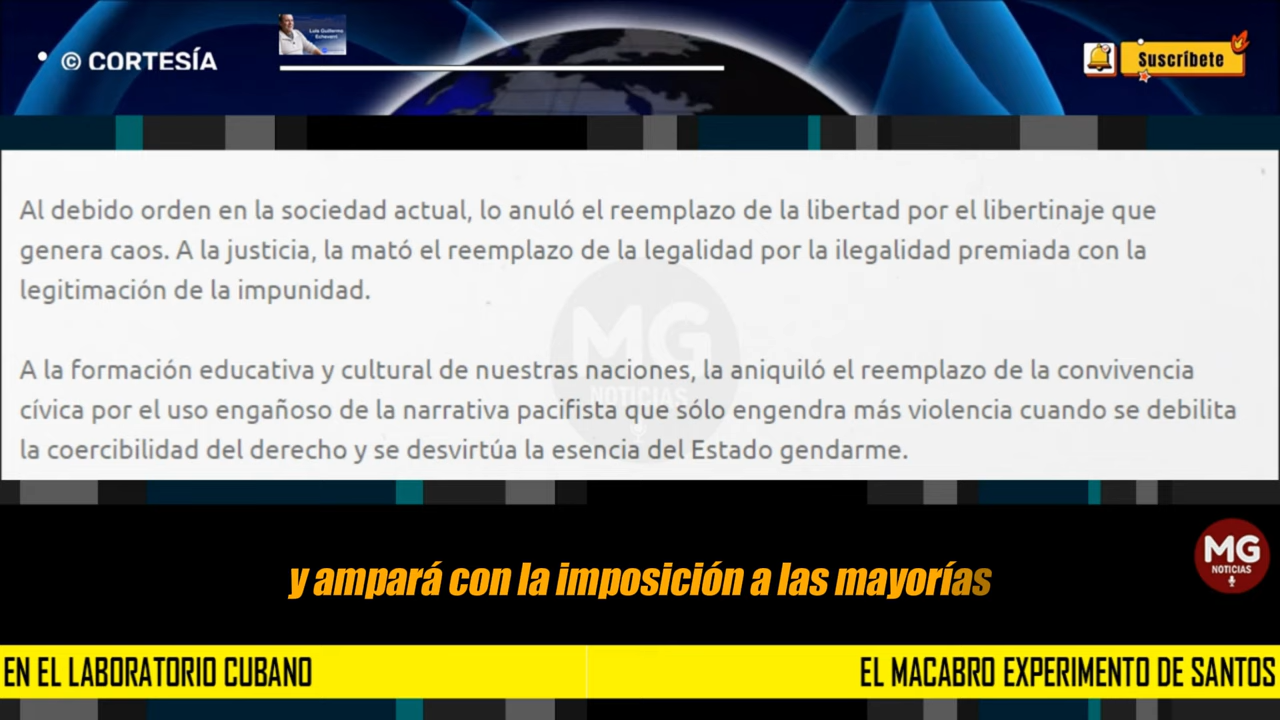 © CORTESÍA
Luis Guillermo
Echeverri
Suscríbete
Al debido orden en la sociedad actual, lo anuló el reemplazo de la libertad por el libertinaje que
genera caos. A la justicia, la mató el reemplazo de la legalidad por la ilegalidad premiada con la
legitimación de la impunidad.
MG
NOTICIAS
A la formación educativa y cultural de nuestras naciones, la aniquiló el reemplazo de la convivencia
cívica por el uso engañoso de la narrativa pacifista que sólo engendra más violencia cuando se debilita
la coercibilidad del derecho y se desvirtúa la esencia del Estado gendarme.
MG
NOTICIAS
y ampará con la imposición a las mayorías
EN EL LABORATORIO CUBANO
EL MACABRO EXPERIMENTO DE SANTOS